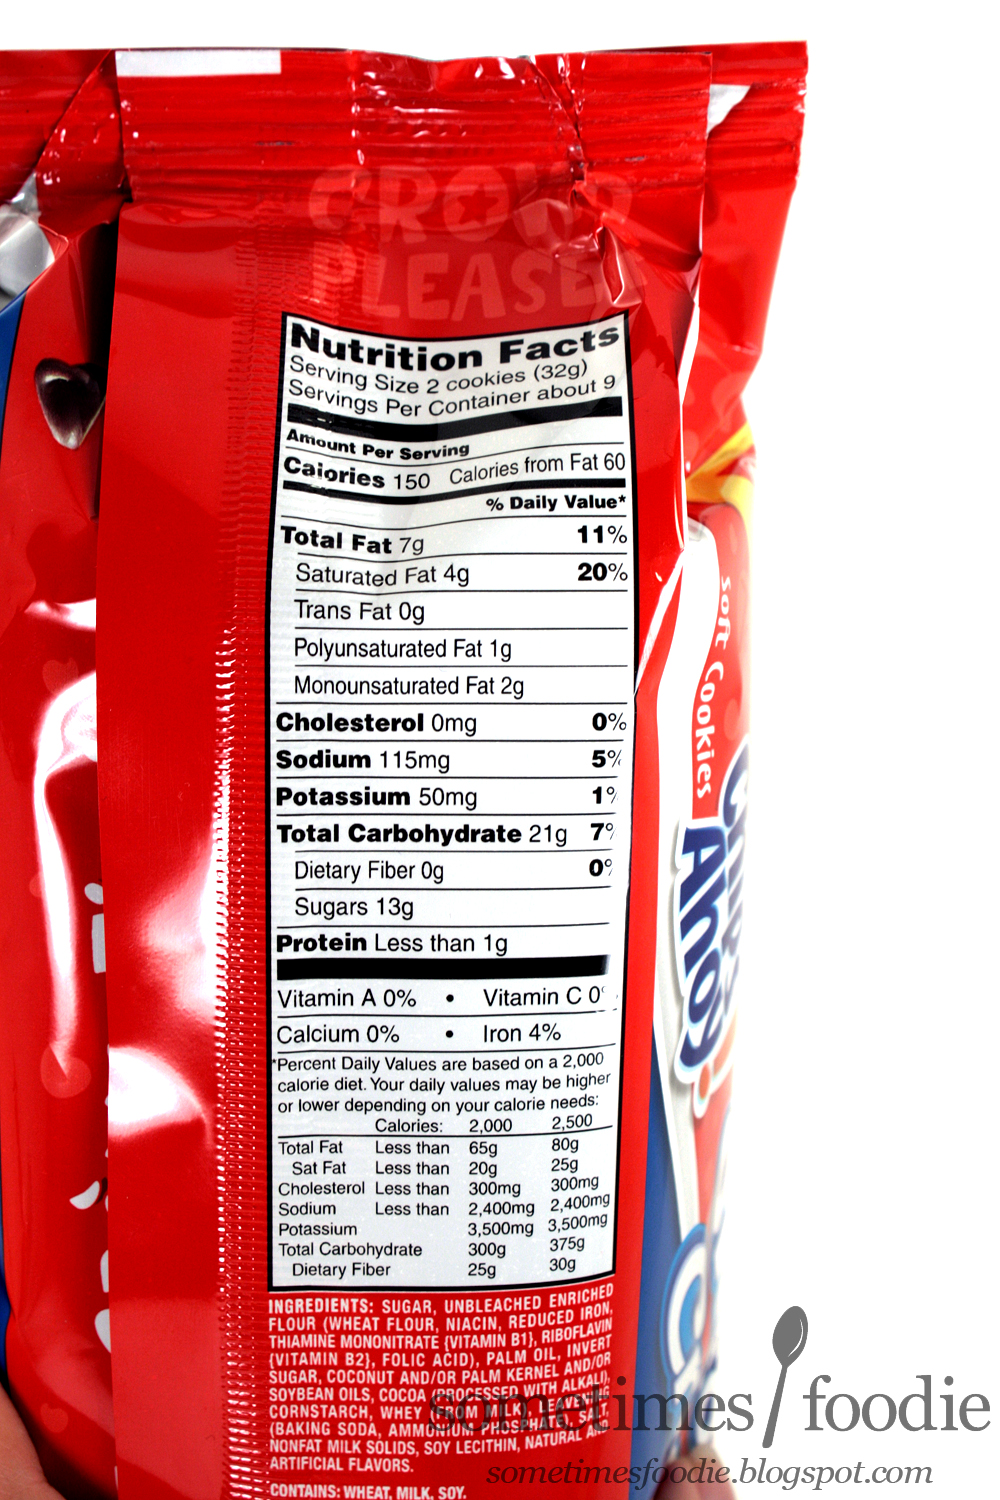 CROWD
PLEASER
Nutrition Facts
Serving Size 2 cookies (32g)
Servings Per Container about 9
Amount Per Serving
Calories 150 Calories from Fat 60
% Daily Value*
Total Fat 7g 11%
Saturated Fat 4g 20%
Trans Fat 0g
Polyunsaturated Fat 1g
Monounsaturated Fat 2g
Cholesterol 0mg 0%
Sodium 115mg 5%
Potassium 50mg 1%
Total Carbohydrate 21g 7%
Dietary Fiber 0g 0%
Sugars 13g
Protein Less than 1g
Vitamin A 0% • Vitamin C 0%
Calcium 0% • Iron 4%
*Percent Daily Values are based on a 2,000
calorie diet. Your daily values may be higher
or lower depending on your calorie needs:
Calories: 2,000 2,500
Total Fat Less than 65g 80g
Sat Fat Less than 20g 25g
Cholesterol Less than 300mg 300mg
Sodium Less than 2,400mg 2,400mg
Potassium 3,500mg 3,500mg
Total Carbohydrate 300g 375g
Dietary Fiber 25g 30g
INGREDIENTS: SUGAR, UNBLEACHED ENRICHED
FLOUR (WHEAT FLOUR, NIACIN, REDUCED IRON,
THIAMINE MONONITRATE {VITAMIN B1}, RIBOFLAVIN
{VITAMIN B2}, FOLIC ACID), PALM OIL, INVERT
SUGAR, COCONUT AND/OR PALM KERNEL AND/OR
SOYBEAN OILS, COCOA (PROCESSED WITH ALKALI),
CORNSTARCH, WHEY (FROM MILK), LEAVENING
(BAKING SODA, AMMONIUM PHOSPHATE), SALT,
NONFAT MILK SOLIDS, SOY LECITHIN, NATURAL AND
ARTIFICIAL FLAVORS.
CONTAINS: WHEAT, MILK, SOY.
Soft Cookies
Chips
Ahoy!
sometimes foodie
sometimesfoodie.blogspot.com